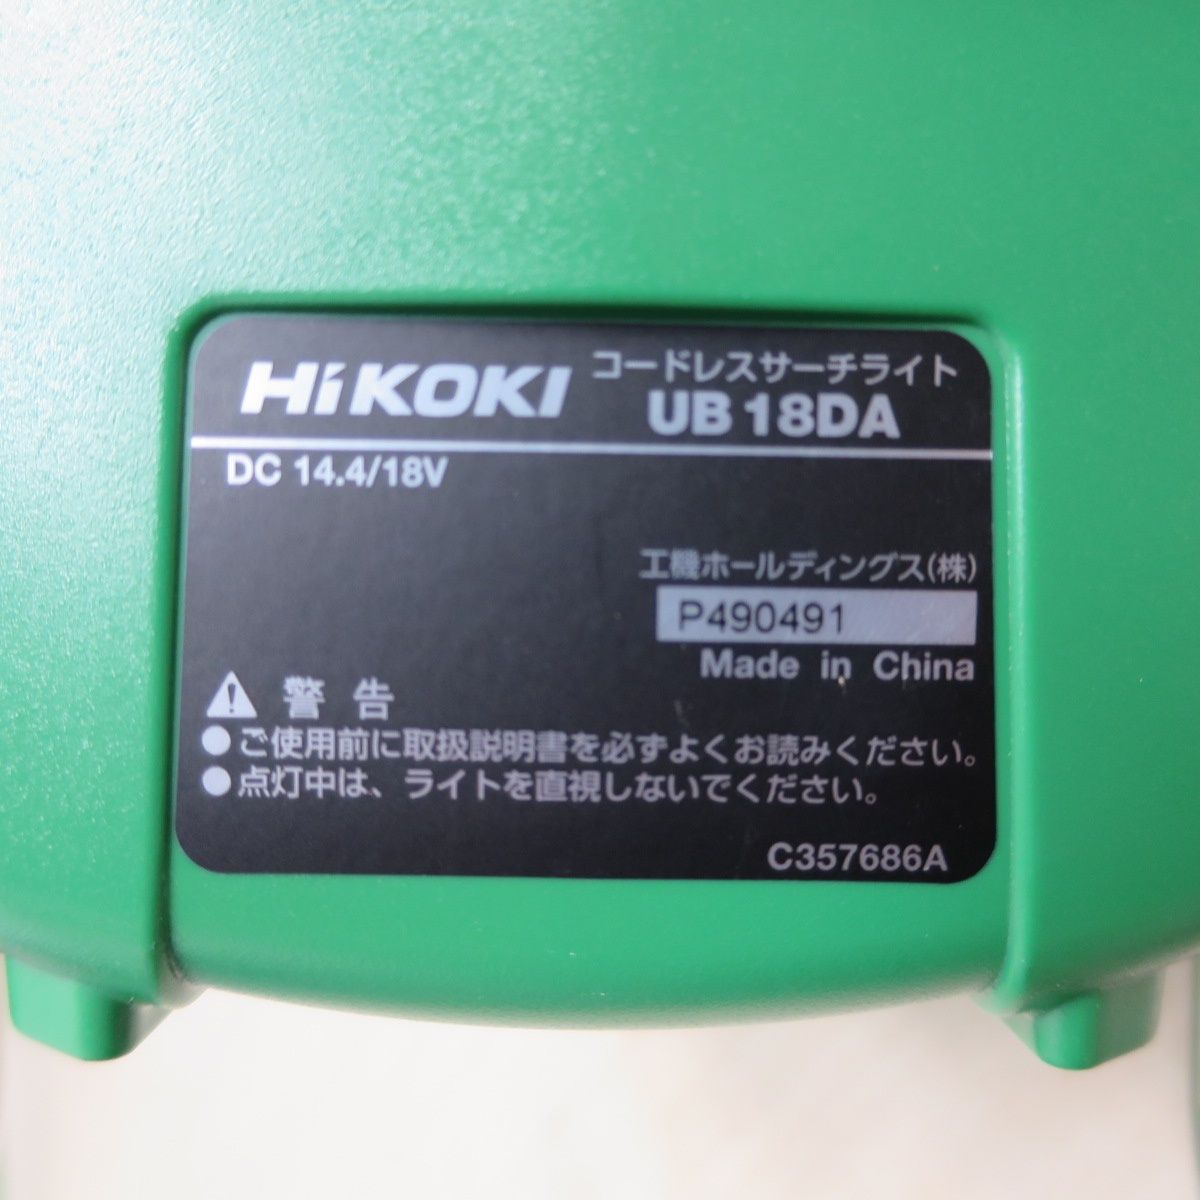 HiKOKI コードレスサーチライト
UB 18DA
DC 14.4/18V
工機ホールディングス(株)
P490491
Made in China
警告
●ご使用前に取扱説明書を必ずよくお読みください。
●点灯中は、ライトを直視しないでください。
C357686A